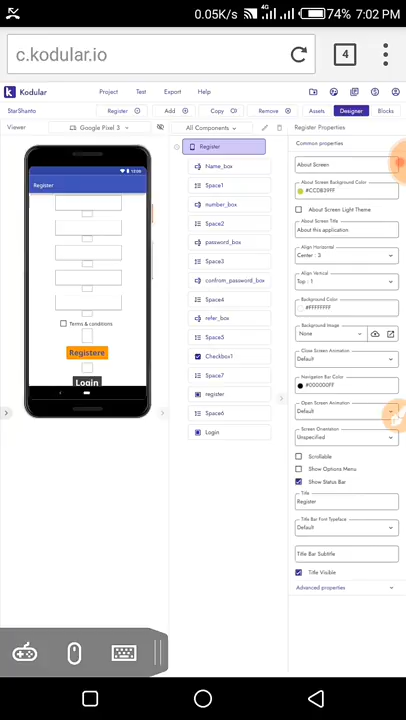 0.05K/s 4G 74% 7:02 PM
c.kodular.io 4
Kodular Project Test Export Help
StarShanto Register Add Copy Remove Assets Designer Blocks
Viewer Google Pixel 3 All Components Register Properties
Register
Name_box
Space1
number_box
Space2
password_box
Space3
confrom_password_box
Space4
refer_box
Space5
Checkbox1
Space7
register
Space6
Login
Register
Terms & conditions
Registere
Login
Common properties
About Screen
About Screen Background Color
#CCDB39FF
About Screen Light Theme
About Screen Title
About this application
Align Horizontal
Center : 3
Align Vertical
Top : 1
Background Color
#FFFFFFFF
Background Image
None
Close Screen Animation
Default
Navigation Bar Color
#000000FF
Open Screen Animation
Default
Screen Orientation
Unspecified
Scrollable
Show Options Menu
Show Status Bar
Title
Register
Title Bar Font Typeface
Default
Title Bar Subtitle
Title Visible
Advanced properties